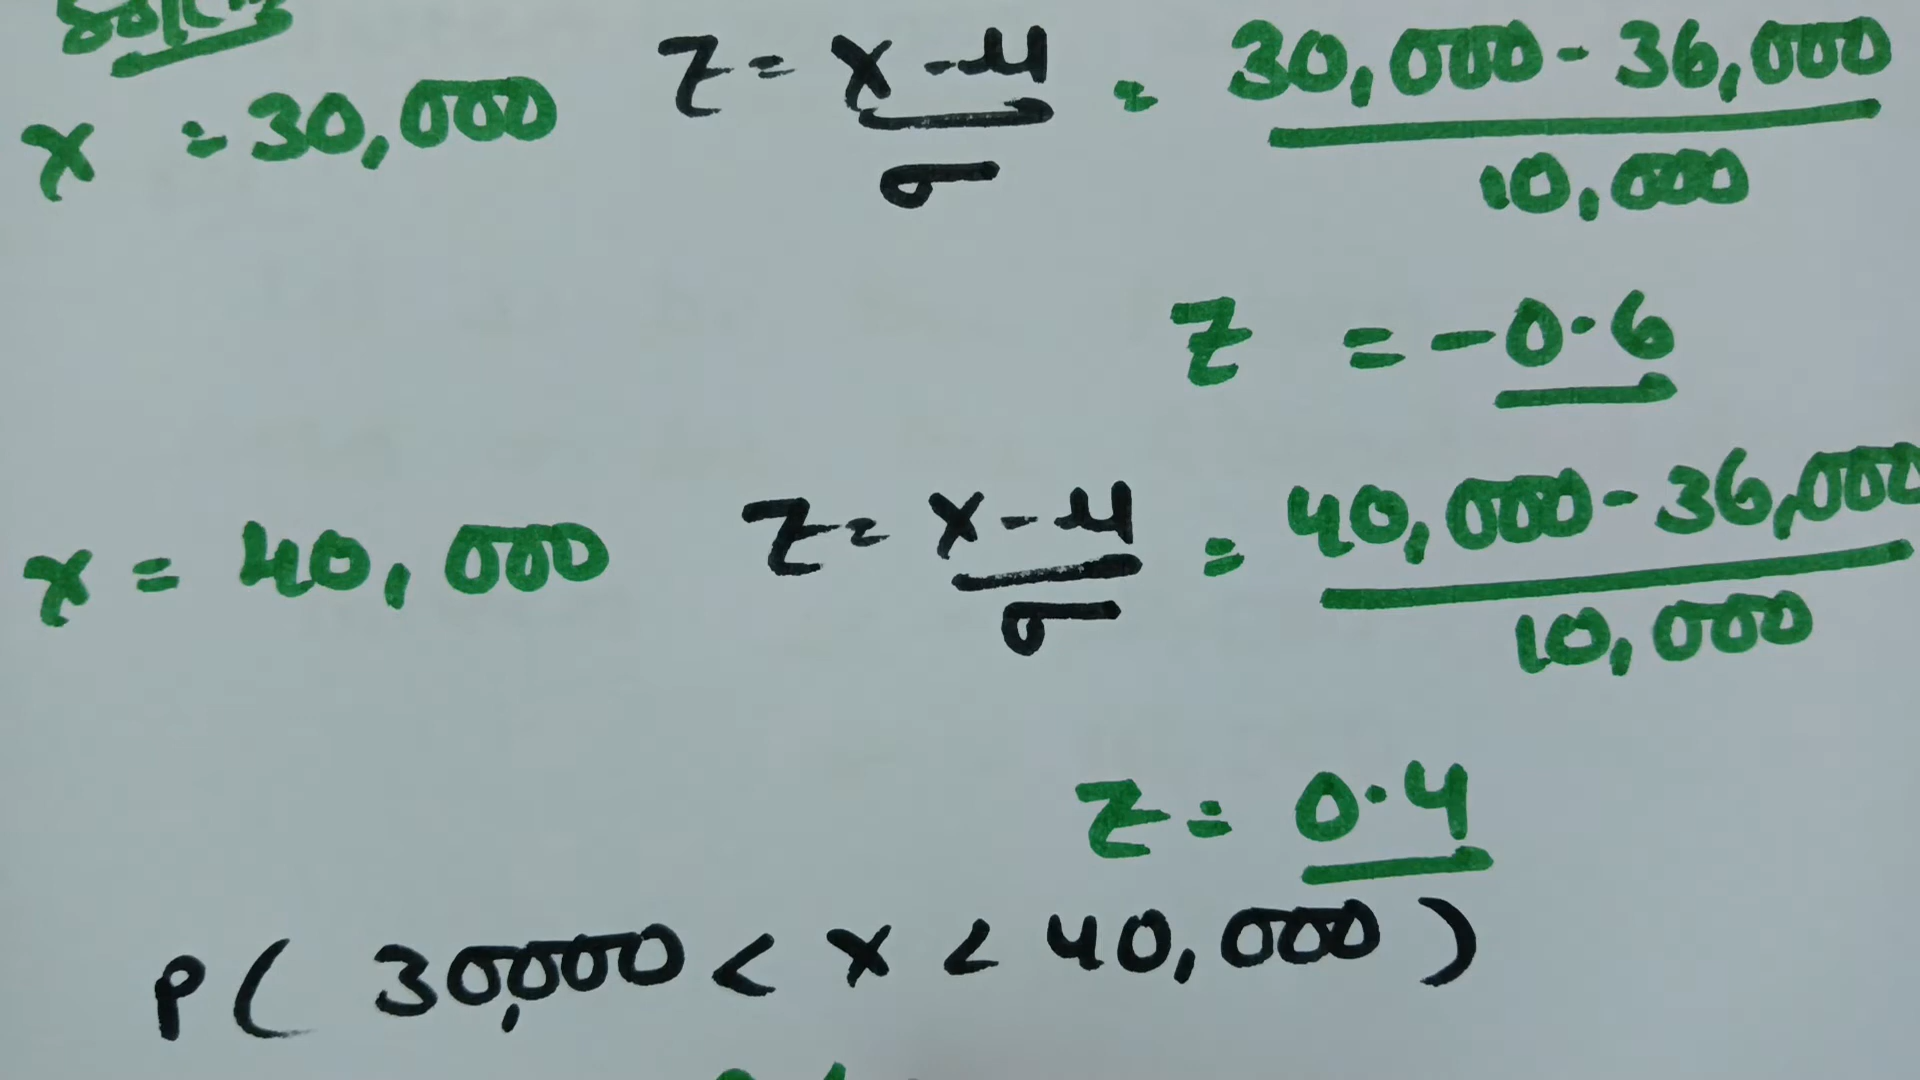 x = 30,000 z = x - μ / σ = 30,000 - 36,000 / 10,000
z = -0.6
x = 40,000 z = x - μ / σ = 40,000 - 36,000 / 10,000
z = 0.4
P( 30,000 < x < 40,000 )